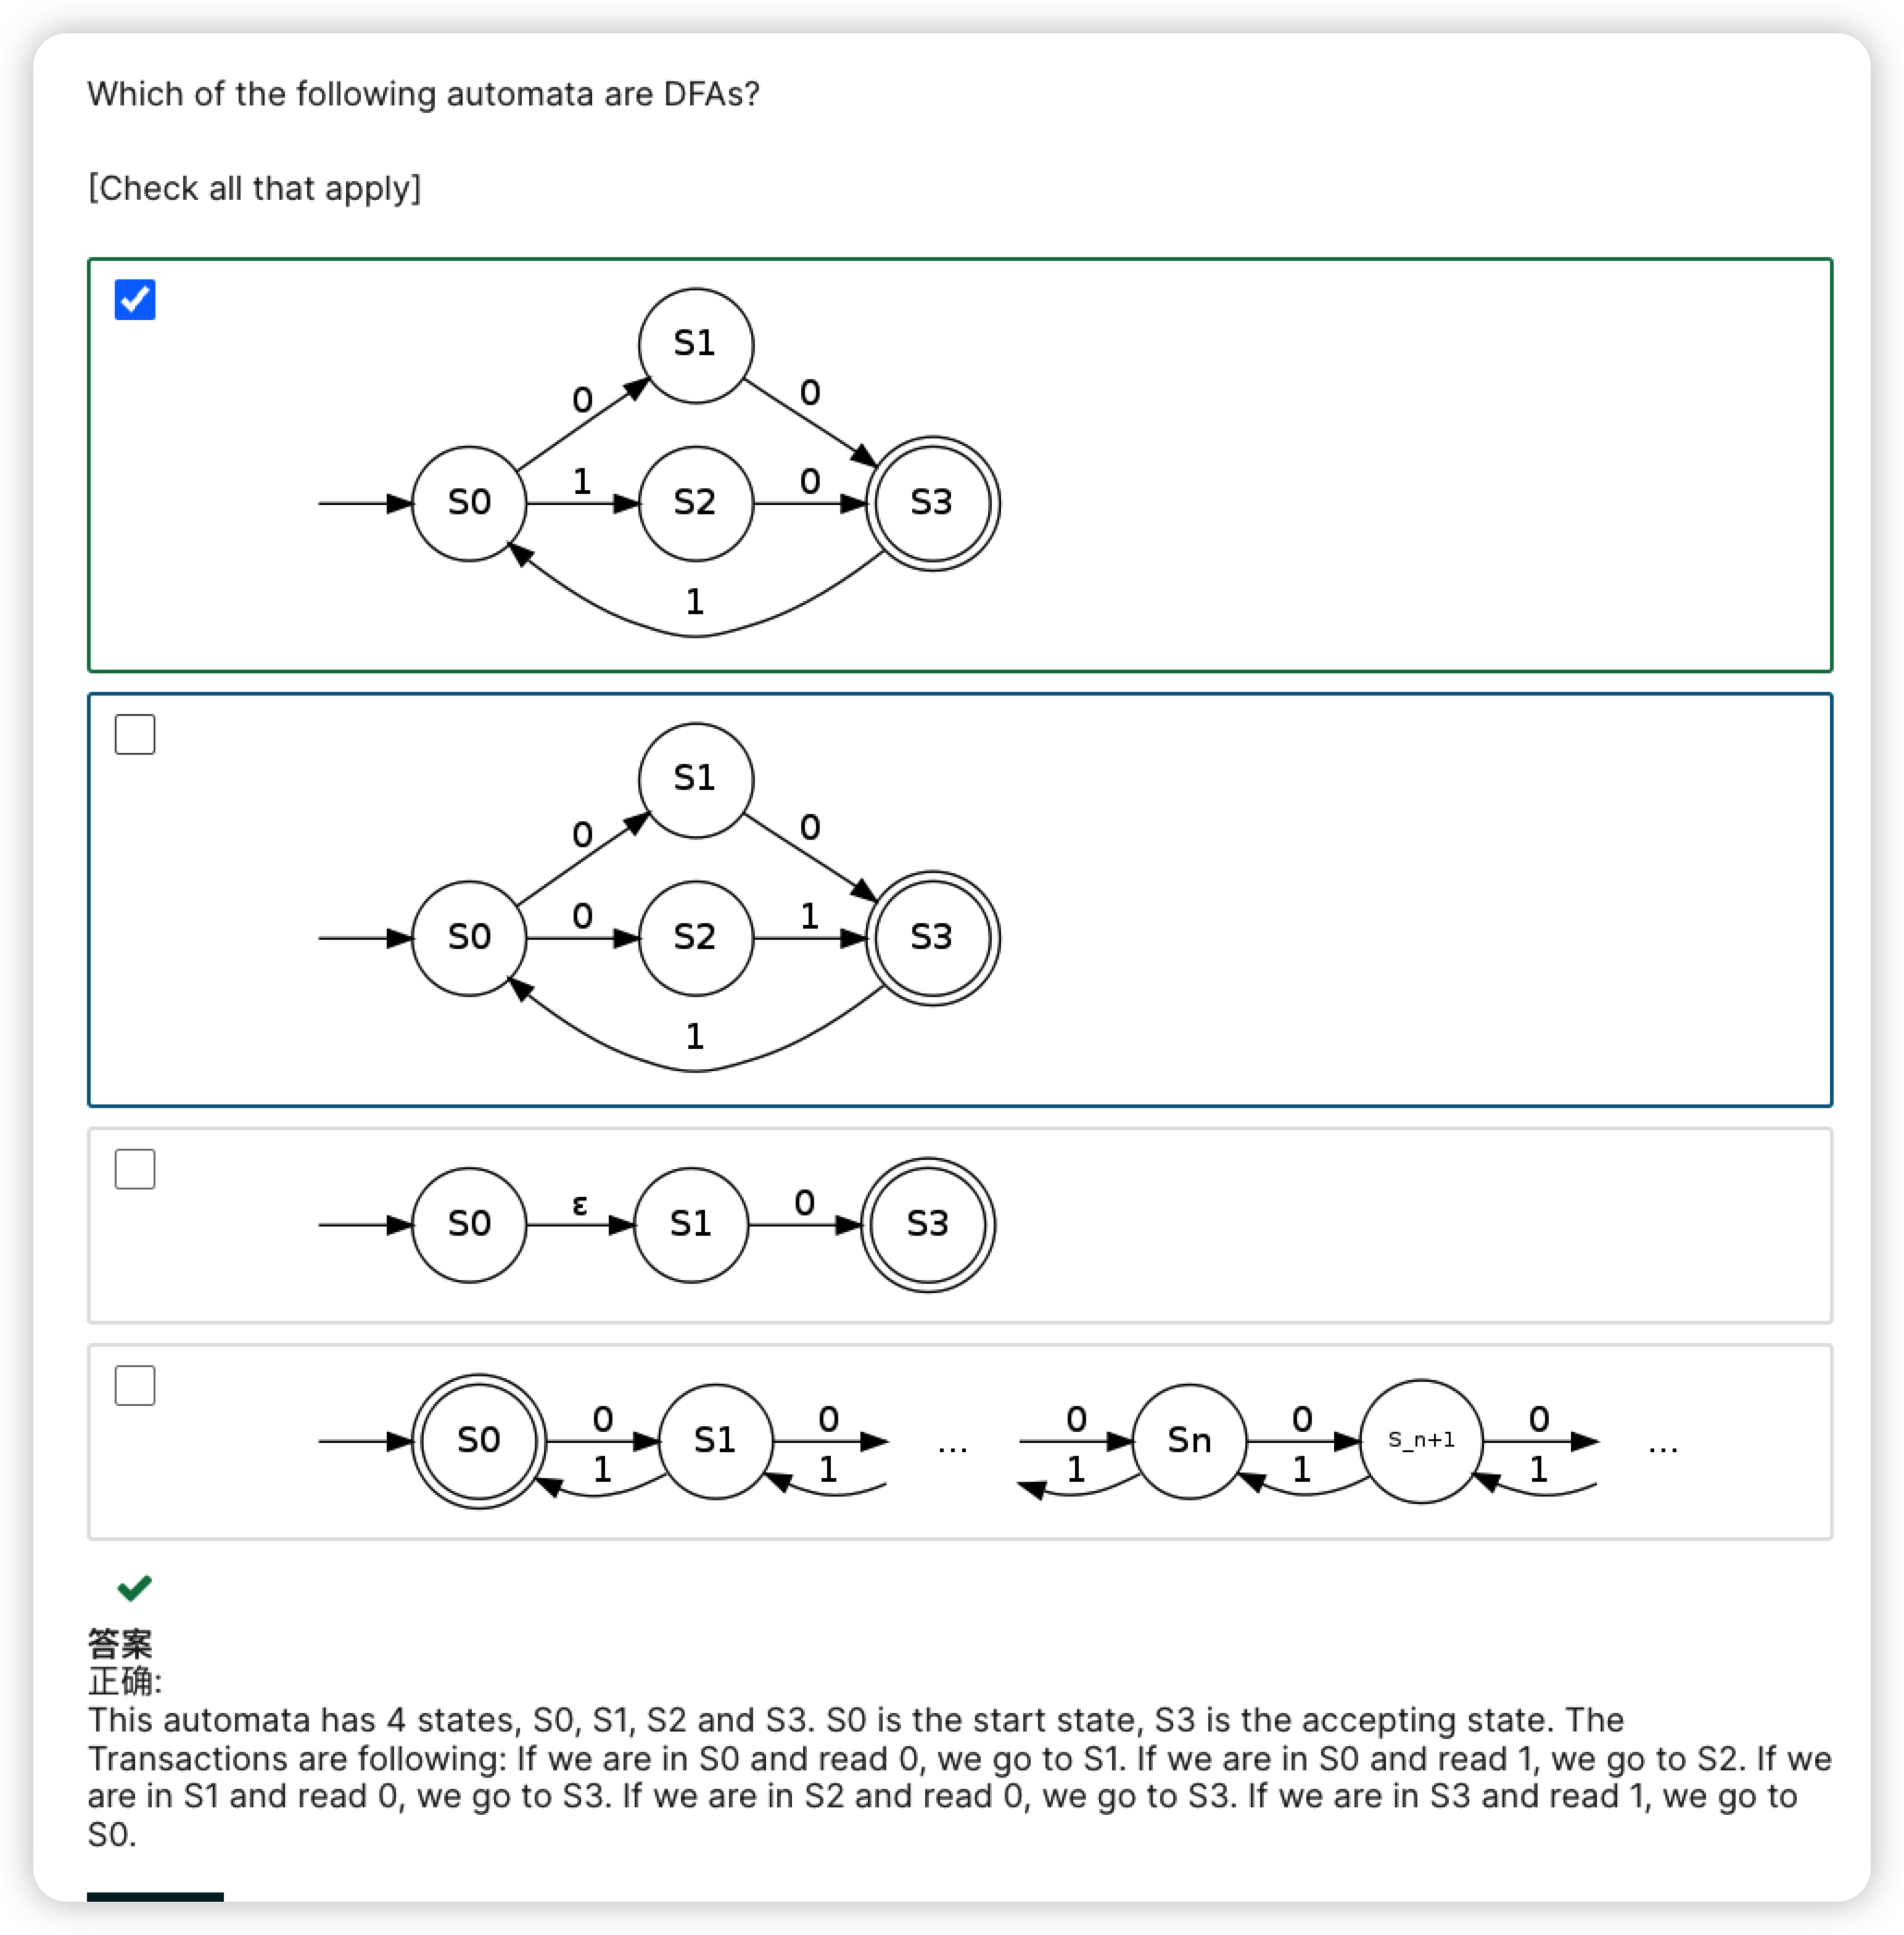 Which of the following automata are DFAs?
[Check all that apply]
S1
0
0
S0
1
S2
0
S3
1
S1
0
0
S0
0
S2
1
S3
1
S0
ε
S1
0
S3
S0
0
1
S1
0
1
...
0
1
Sn
0
1
S_n+1
0
1
...
答案
正确:
This automata has 4 states, S0, S1, S2 and S3. S0 is the start state, S3 is the accepting state. The
Transactions are following: If we are in S0 and read 0, we go to S1. If we are in S0 and read 1, we go to S2. If we
are in S1 and read 0, we go to S3. If we are in S2 and read 0, we go to S3. If we are in S3 and read 1, we go to
S0.